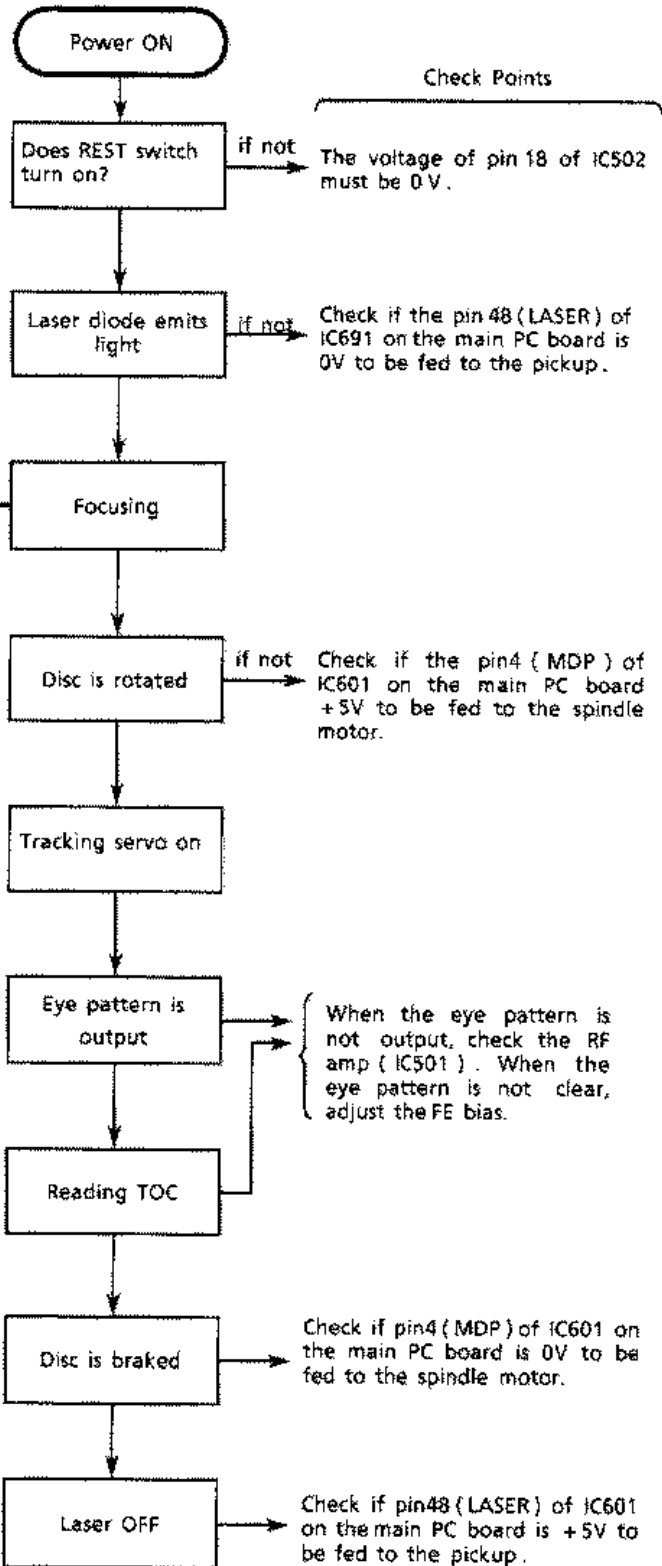 Power ON
Check Points
Does REST switch
turn on?
if not
The voltage of pin 18 of IC502
must be 0 V.
Laser diode emits
light
if not
Check if the pin 48 (LASER) of
IC691 on the main PC board is
0V to be fed to the pickup.
Focusing
Disc is rotated
if not
Check if the pin4 ( MDP ) of
IC601 on the main PC board
+5V to be fed to the spindle
motor.
Tracking servo on
Eye pattern is
output
When the eye pattern is
not output, check the RF
amp ( IC501 ) . When the
eye pattern is not clear,
adjust the FE bias.
Reading TOC
Disc is braked
Check if pin4 (MDP) of IC601 on
the main PC board is 0V to be
fed to the spindle motor.
Laser OFF
Check if pin48 (LASER) of IC601
on the main PC board is +5V to
be fed to the pickup.